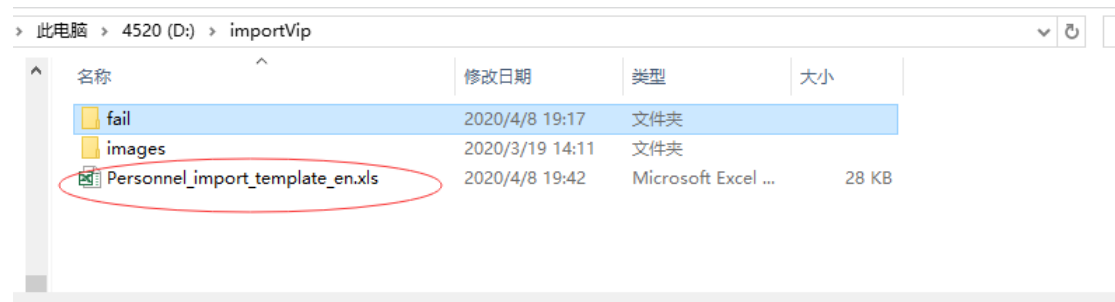 此电脑 > 4520 (D:) > importVip
名称 修改日期 类型 大小
fail 2020/4/8 19:17 文件夹
images 2020/3/19 14:11 文件夹
Personnel_import_template_en.xls 2020/4/8 19:42 Microsoft Excel ... 28 KB